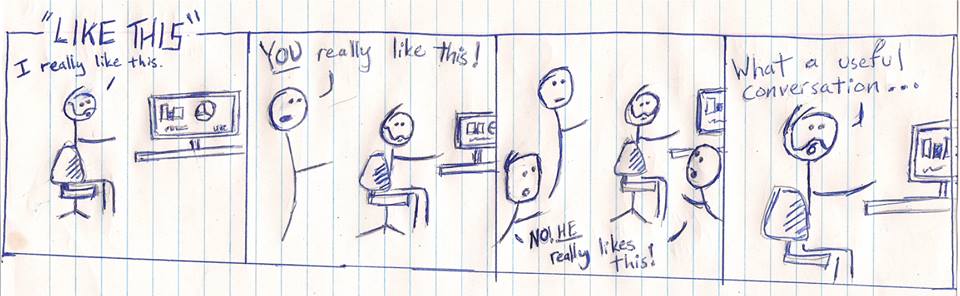 "LIKE THIS"
I really like this.
YOU really like this!
NO! HE
really likes
this!
What a useful
conversation...